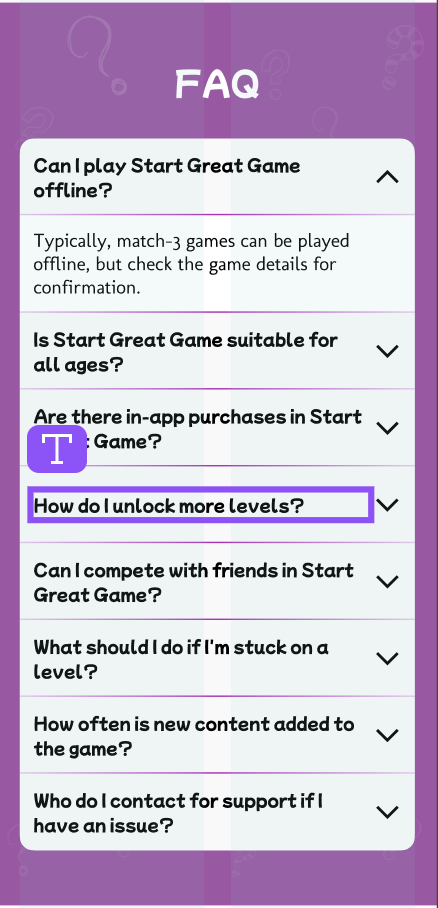 FAQ
Can I play Start Great Game
offline?
Typically, match-3 games can be played
offline, but check the game details for
confirmation.
Is Start Great Game suitable for
all ages?
Are there in-app purchases in Start
t Game?
T
How do I unlock more levels?
Can I compete with friends in Start
Great Game?
What should I do if I'm stuck on a
level?
How often is new content added to
the game?
Who do I contact for support if I
have an issue?